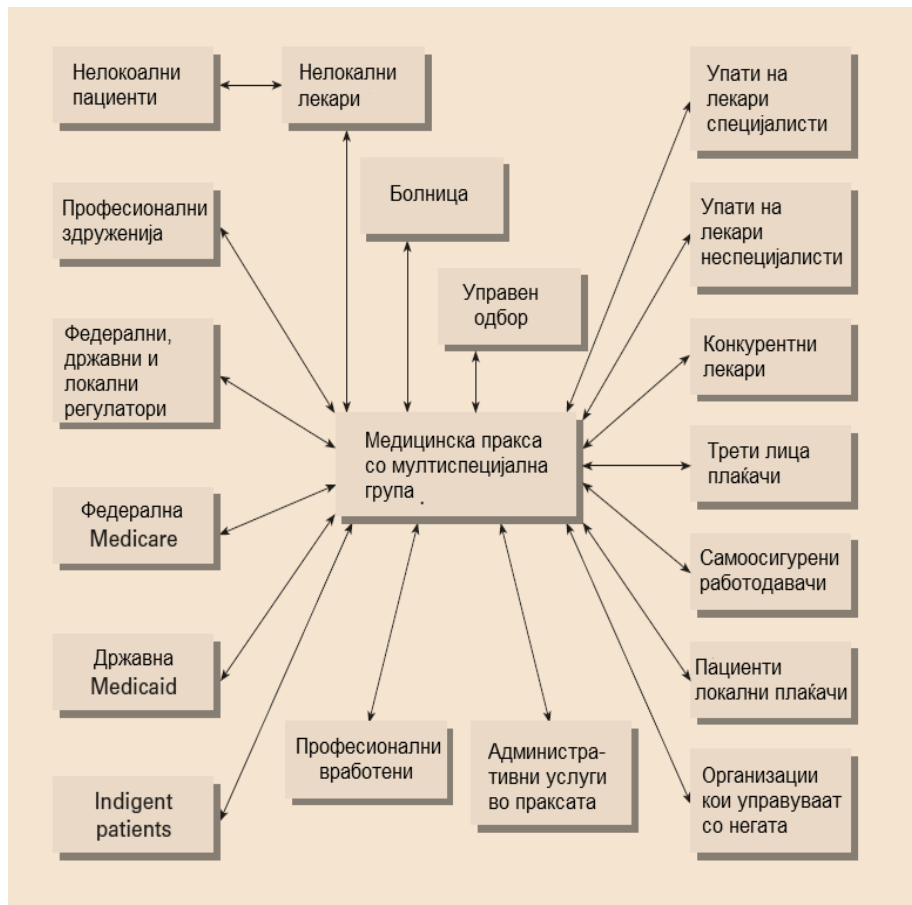 Нелокоални
пациенти
Нелокални
лекари
Упати на
лекари
специјалисти
Болница
Професионални
здруженија
Упати на
лекари
неспецијалисти
Управен
одбор
Федерални,
државни и
локални
регулатори
Конкурентни
лекари
Медицинска пракса
со мултиспецијална
група .
Трети лица
плаќачи
Федерална
Medicare
Самоосигурени
работодавачи
Државна
Medicaid
Пациенти
локални плаќачи
Професионални
вработени
Администра-
тивни услуги
во праксата
Организации
кои управуваат
со негата
Indigent
patients